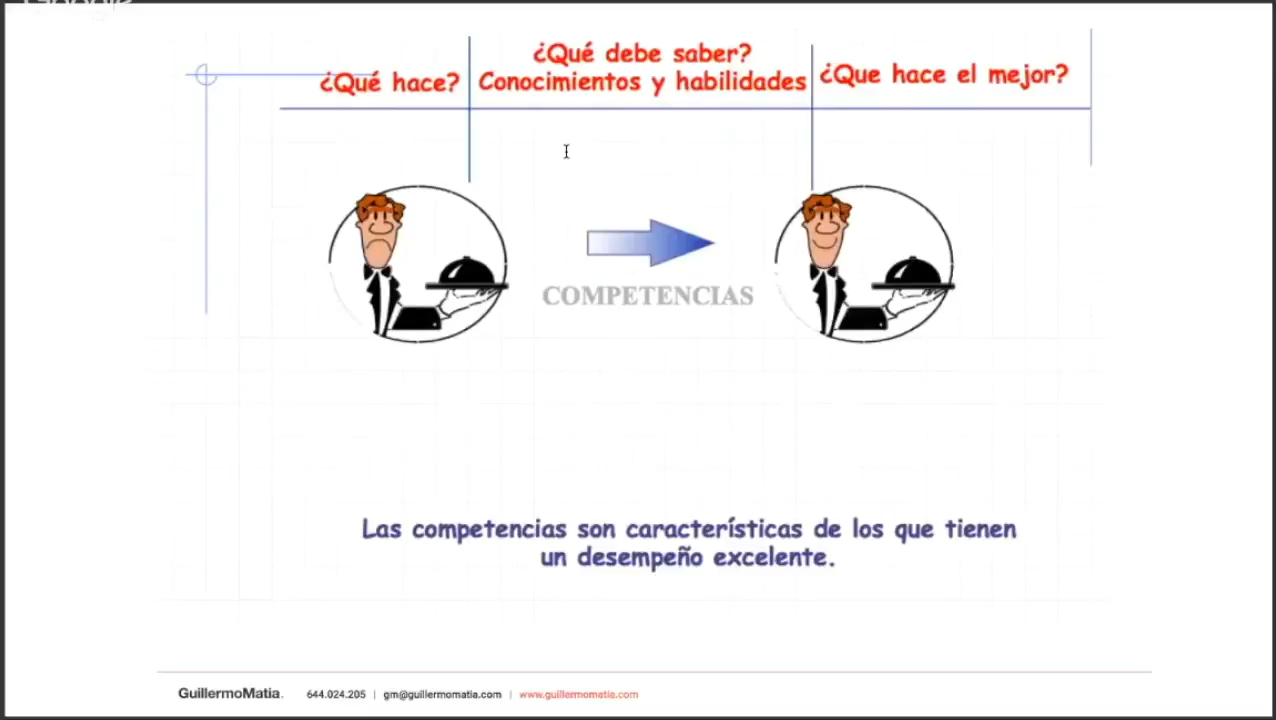 ¿Qué hace?
¿Qué debe saber?
Conocimientos y habilidades
¿Que hace el mejor?
COMPETENCIAS
Las competencias son características de los que tienen
un desempeño excelente.
GuillermoMatia. 644.024.205 | gm@guillermomatia.com | www.guillermomatia.com